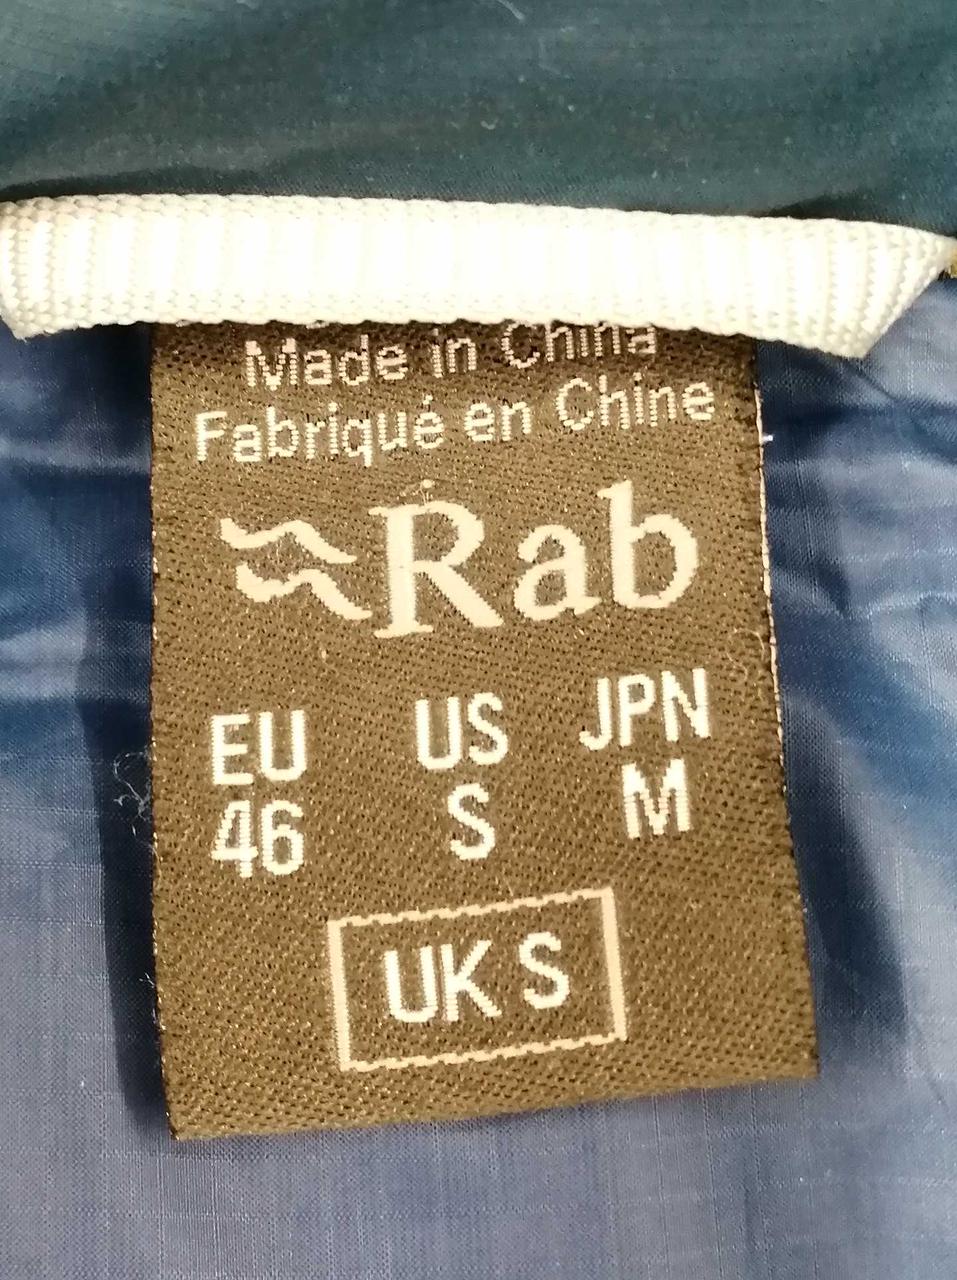 Made in China
Fabriqué en Chine
Rab
EU US JPN
46 S M
UK S